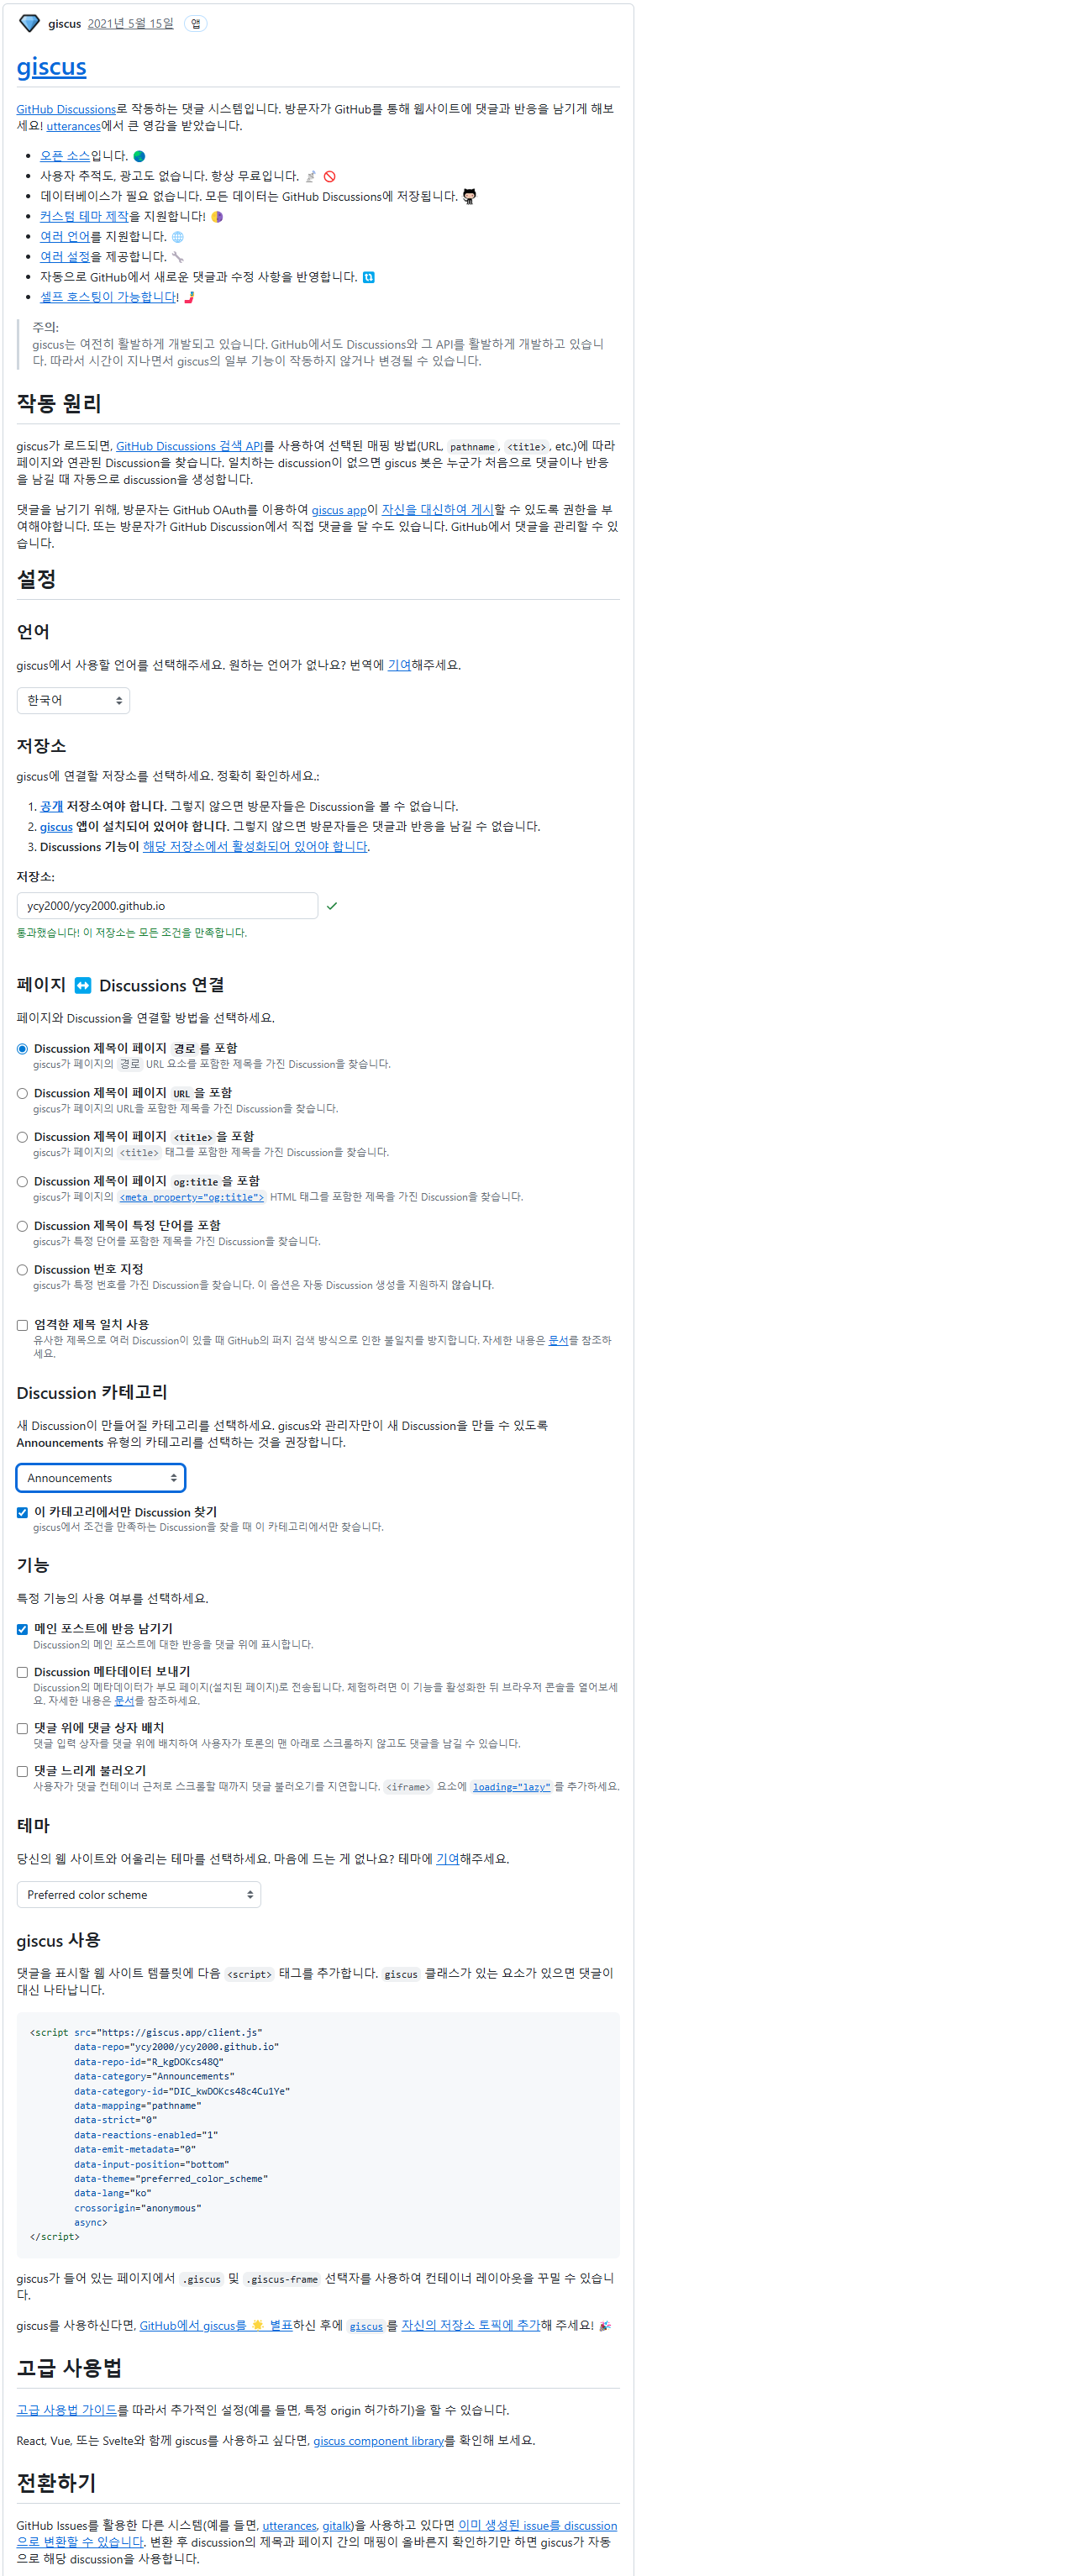 giscus 2021년 5월 15일 앱
giscus
GitHub Discussions로 작동하는 댓글 시스템입니다. 방문자가 GitHub를 통해 웹사이트에 댓글과 반응을 남기게 해보
세요! utterances에서 큰 영감을 받았습니다.
• 오픈 소스입니다. 🌏
• 사용자 추적도, 광고도 없습니다. 항상 무료입니다. 📡 🚫
• 데이터베이스가 필요 없습니다. 모든 데이터는 GitHub Discussions에 저장됩니다.
• 커스텀 테마 제작을 지원합니다! 🌗
• 여러 언어를 지원합니다. 🌐
• 여러 설정을 제공합니다. 🔧
• 자동으로 GitHub에서 새로운 댓글과 수정 사항을 반영합니다. 🔃
• 셀프 호스팅이 가능합니다! 🤳
주의:
giscus는 여전히 활발하게 개발되고 있습니다. GitHub에서도 Discussions와 그 API를 활발하게 개발하고 있습니
다. 따라서 시간이 지나면서 giscus의 일부 기능이 작동하지 않거나 변경될 수 있습니다.
작동 원리
giscus가 로드되면, GitHub Discussions 검색 API를 사용하여 선택된 매핑 방법(URL, pathname, <title>, etc.)에 따라
페이지와 연관된 Discussion을 찾습니다. 일치하는 discussion이 없으면 giscus 봇은 누군가 처음으로 댓글이나 반응
을 남길 때 자동으로 discussion을 생성합니다.
댓글을 남기기 위해, 방문자는 GitHub OAuth를 이용하여 giscus app이 자신을 대신하여 게시할 수 있도록 권한을 부
여해야합니다. 또는 방문자가 GitHub Discussion에서 직접 댓글을 달 수도 있습니다. GitHub에서 댓글을 관리할 수 있
습니다.
설정
언어
giscus에서 사용할 언어를 선택해주세요. 원하는 언어가 없나요? 번역에 기여해주세요.
한국어
저장소
giscus에 연결할 저장소를 선택하세요. 정확히 확인하세요.:
1. 공개 저장소여야 합니다. 그렇지 않으면 방문자들은 Discussion을 볼 수 없습니다.
2. giscus 앱이 설치되어 있어야 합니다. 그렇지 않으면 방문자들은 댓글과 반응을 남길 수 없습니다.
3. Discussions 기능이 해당 저장소에서 활성화되어 있어야 합니다.
저장소:
ycy2000/ycy2000.github.io ✓
통과했습니다! 이 저장소는 모든 조건을 만족합니다.
페이지 ↔️ Discussions 연결
페이지와 Discussion을 연결할 방법을 선택하세요.
Discussion 제목이 페이지 경로를 포함
giscus가 페이지의 경로 URL 요소를 포함한 제목을 가진 Discussion을 찾습니다.
Discussion 제목이 페이지 URL을 포함
giscus가 페이지의 URL을 포함한 제목을 가진 Discussion을 찾습니다.
Discussion 제목이 페이지 <title>을 포함
giscus가 페이지의 <title> 태그를 포함한 제목을 가진 Discussion을 찾습니다.
Discussion 제목이 페이지 og:title을 포함
giscus가 페이지의 <meta property="og:title"> HTML 태그를 포함한 제목을 가진 Discussion을 찾습니다.
Discussion 제목이 특정 단어를 포함
giscus가 특정 단어를 포함한 제목을 가진 Discussion을 찾습니다.
Discussion 번호 지정
giscus가 특정 번호를 가진 Discussion을 찾습니다. 이 옵션은 자동 Discussion 생성을 지원하지 않습니다.
엄격한 제목 일치 사용
유사한 제목으로 여러 Discussion이 있을 때 GitHub의 퍼지 검색 방식으로 인한 불일치를 방지합니다. 자세한 내용은 문서를 참조하
세요.
Discussion 카테고리
새 Discussion이 만들어질 카테고리를 선택하세요. giscus와 관리자만이 새 Discussion을 만들 수 있도록
Announcements 유형의 카테고리를 선택하는 것을 권장합니다.
Announcements
이 카테고리에서만 Discussion 찾기
giscus에서 조건을 만족하는 Discussion을 찾을 때 이 카테고리에서만 찾습니다.
기능
특정 기능의 사용 여부를 선택하세요.
메인 포스트에 반응 남기기
Discussion의 메인 포스트에 대한 반응을 댓글 위에 표시합니다.
Discussion 메타데이터 보내기
Discussion의 메타데이터가 부모 페이지(설치된 페이지)로 전송됩니다. 체험하려면 이 기능을 활성화한 뒤 브라우저 콘솔을 열어보세
요. 자세한 내용은 문서를 참조하세요.
댓글 위에 댓글 상자 배치
댓글 입력 상자를 댓글 위에 배치하여 사용자가 토론의 맨 아래로 스크롤하지 않고도 댓글을 남길 수 있습니다.
댓글 느리게 불러오기
사용자가 댓글 컨테이너 근처로 스크롤할 때까지 댓글 불러오기를 지연합니다. <iframe> 요소에 loading="lazy"를 추가하세요.
테마
당신의 웹 사이트와 어울리는 테마를 선택하세요. 마음에 드는 게 없나요? 테마에 기여해주세요.
Preferred color scheme
giscus 사용
댓글을 표시할 웹 사이트 템플릿에 다음 <script> 태그를 추가합니다. giscus 클래스가 있는 요소가 있으면 댓글이
대신 나타납니다.
<script src="https://giscus.app/client.js"
data-repo="ycy2000/ycy2000.github.io"
data-repo-id="R_kgDOKcs48Q"
data-category="Announcements"
data-category-id="DIC_kwDOKcs48c4Cu1Ye"
data-mapping="pathname"
data-strict="0"
data-reactions-enabled="1"
data-emit-metadata="0"
data-input-position="bottom"
data-theme="preferred_color_scheme"
data-lang="ko"
crossorigin="anonymous"
async>
</script>
giscus가 들어 있는 페이지에서 .giscus 및 .giscus-frame 선택자를 사용하여 컨테이너 레이아웃을 꾸밀 수 있습니
다.
giscus를 사용하신다면, GitHub에서 giscus를 🌟 별표하신 후에 giscus를 자신의 저장소 토픽에 추가해 주세요! 🎉
고급 사용법
고급 사용법 가이드를 따라서 추가적인 설정(예를 들면, 특정 origin 허가하기)을 할 수 있습니다.
React, Vue, 또는 Svelte와 함께 giscus를 사용하고 싶다면, giscus component library를 확인해 보세요.
전환하기
GitHub Issues를 활용한 다른 시스템(예를 들면, utterances, gitalk)을 사용하고 있다면 이미 생성된 issue를 discussion
으로 변환할 수 있습니다. 변환 후 discussion의 제목과 페이지 간의 매핑이 올바른지 확인하기만 하면 giscus가 자동
으로 해당 discussion을 사용합니다.